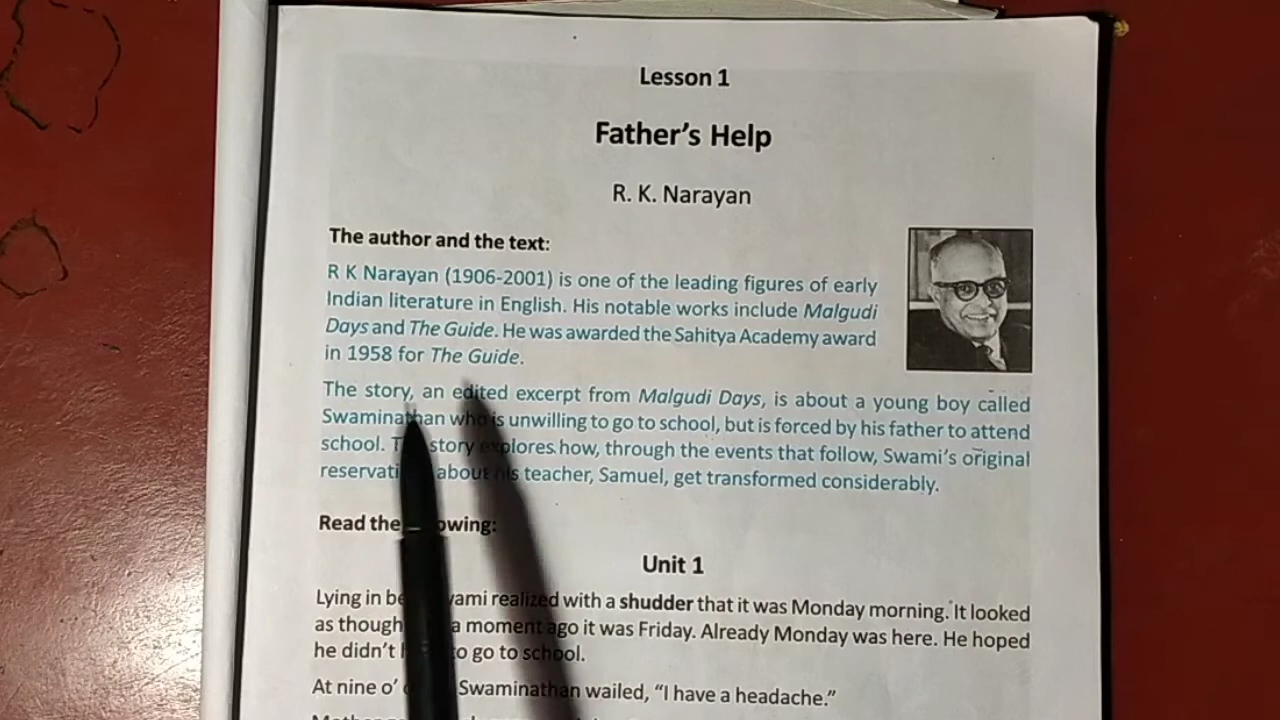 Lesson 1
Father's Help
R. K. Narayan
The author and the text:
R K Narayan (1906-2001) is one of the leading figures of early
Indian literature in English. His notable works include Malgudi
Days and The Guide. He was awarded the Sahitya Academy award
in 1958 for The Guide.
The story, an edited excerpt from Malgudi Days, is about a young boy called
Swaminathan who is unwilling to go to school, but is forced by his father to attend
school. The story explores how, through the events that follow, Swami's original
about his teacher, Samuel, get transformed considerably.
Read the
Unit 1
Lying in realized with a shudder that it was Monday morning. It looked
as though a moment ago it was Friday. Already Monday was here. He hoped
he didn't to go to school.
At nine o' Swaminathan wailed, "I have a headache."